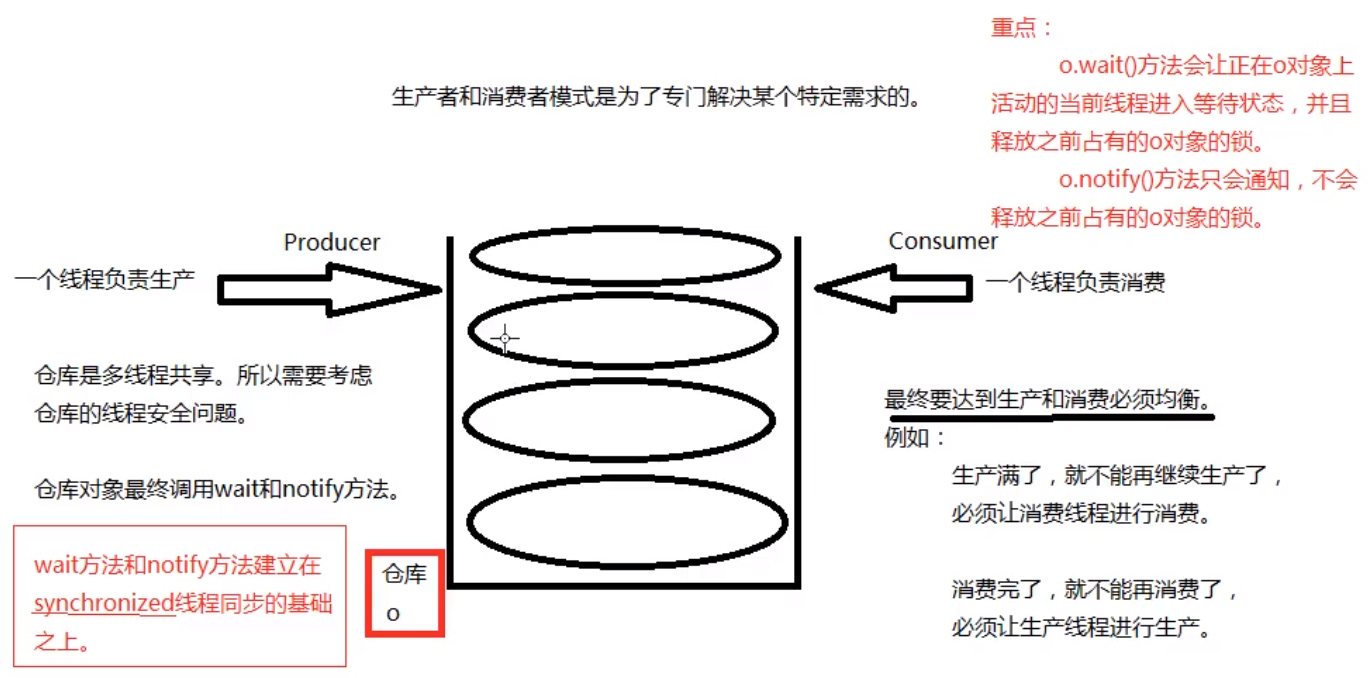 重点：
o.wait()方法会让正在o对象上
活动的当前线程进入等待状态，并且
释放之前占有的o对象的锁。
o.notify()方法只会通知，不会
释放之前占有的o对象的锁。
生产者和消费者模式是为了专门解决某个特定需求的。
Producer
一个线程负责生产
Consumer
一个线程负责消费
仓库是多线程共享。所以需要考虑
仓库的线程安全问题。
仓库对象最终调用wait和notify方法。
wait方法和notify方法建立在
synchronized线程同步的基础
之上。
仓库
o
最终要达到生产和消费必须均衡。
例如：
生产满了，就不能再继续生产了，
必须让消费线程进行消费。
消费完了，就不能再消费了，
必须让生产线程进行生产。